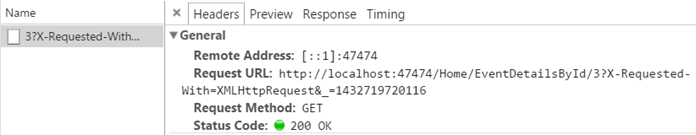 Name
3?X-Requested-With...
× Headers Preview Response Timing
▼General
Remote Address: [::1]:47474
Request URL: http://localhost:47474/Home/EventDetailsById/3?X-Requested-
With=XMLHttpRequest&_=1432719720116
Request Method: GET
Status Code: 200 OK